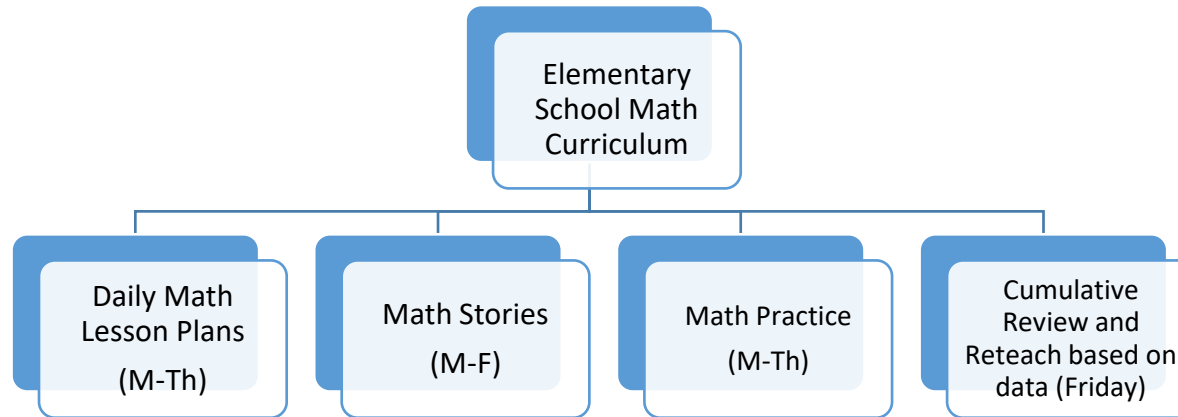 Elementary
School Math
Curriculum
Daily Math
Lesson Plans
(M-Th)
Math Stories
(M-F)
Math Practice
(M-Th)
Cumulative
Review and
Reteach based on
data (Friday)